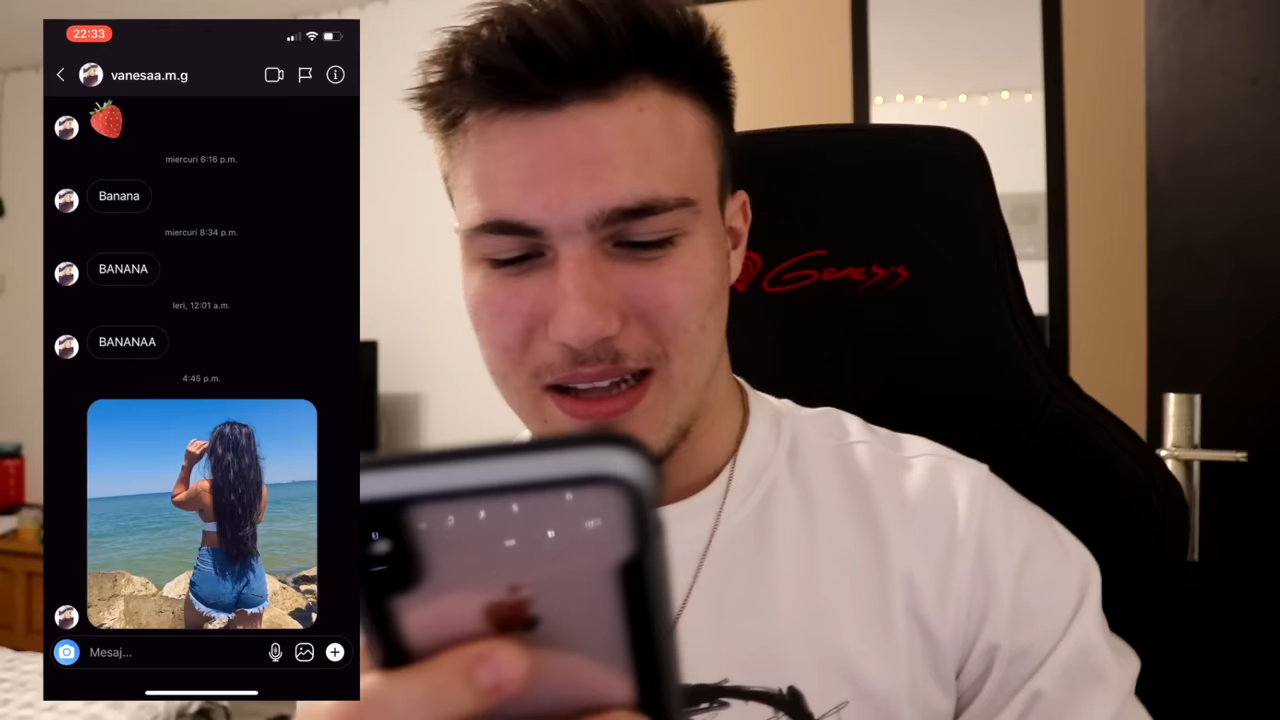 22:33
vanesaa.m.g
miercuri 6:16 p.m.
Banana
miercuri 8:34 p.m.
BANANA
Ieri, 12:01 a.m.
BANANAA
4:45 p.m.
Mesaj...
Genesis